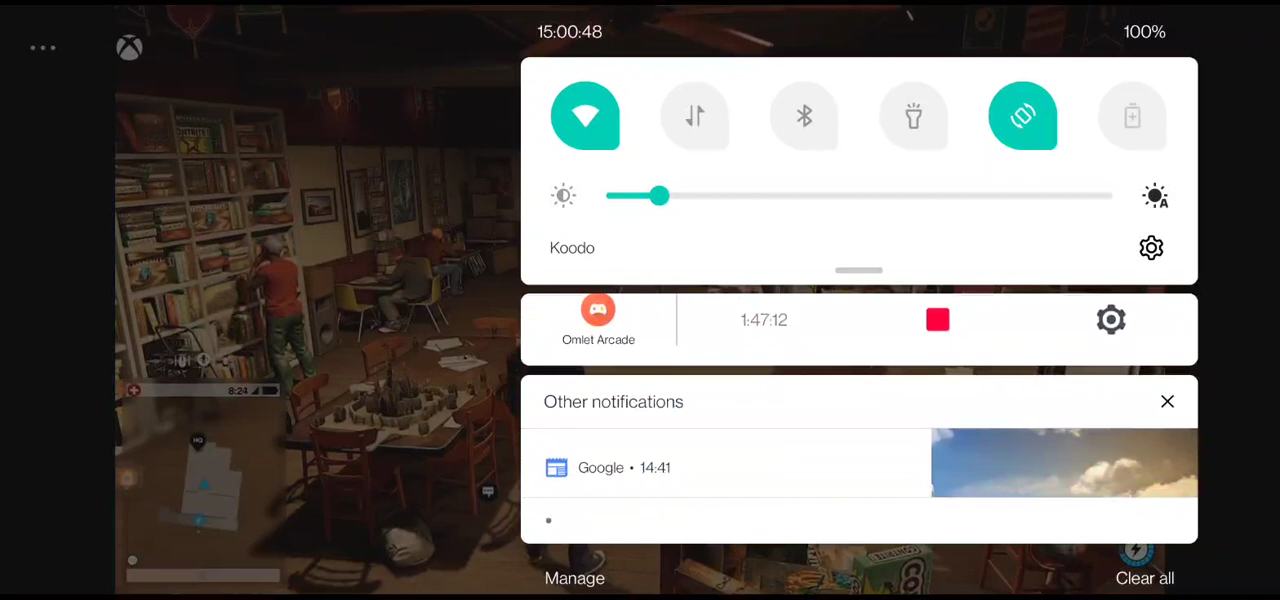 15:00:48
100%
Koodo
Omlet Arcade
1:47:12
Other notifications
Google • 14:41
8:24
HQ
Manage
Clear all